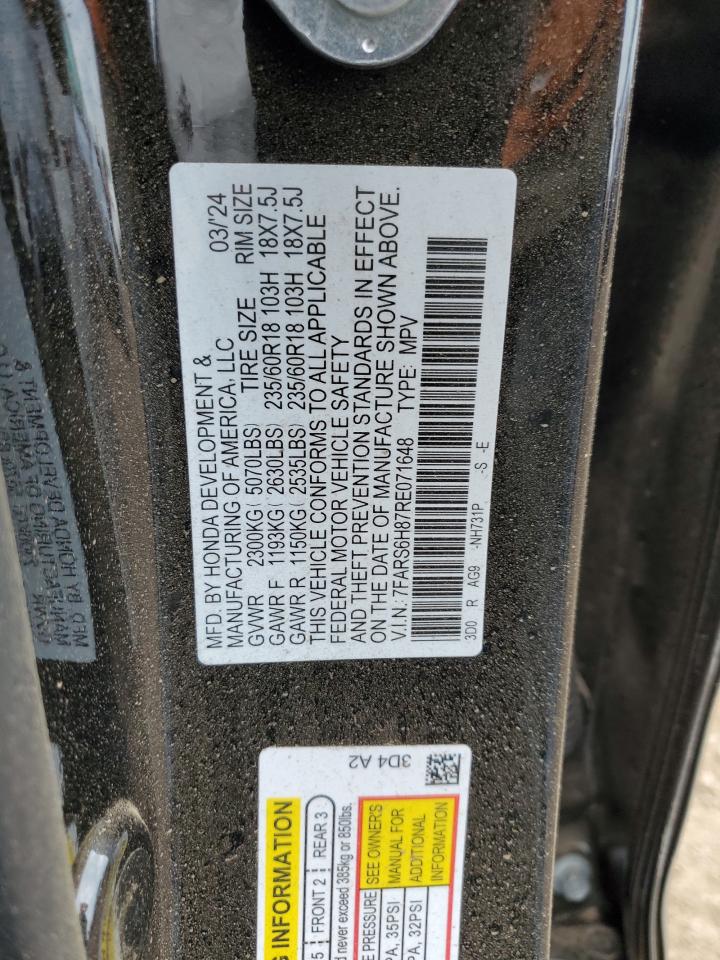 MFD. BY HONDA DEVELOPMENT &
MANUFACTURING OF AMERICA, LLC 03/'24
GVWR 2300KG ( 5070LBS) TIRE SIZE RIM SIZE
GAWR F 1193KG ( 2630LBS) 235/60R18 103H 18X7.5J
GAWR R 1150KG ( 2535LBS) 235/60R18 103H 18X7.5J
THIS VEHICLE CONFORMS TO ALL APPLICABLE
FEDERAL MOTOR VEHICLE SAFETY
AND THEFT PREVENTION STANDARDS IN EFFECT
ON THE DATE OF MANUFACTURE SHOWN ABOVE.
V.I.N.: 7FARS6H87RE071648 TYPE: MPV
3D0 R AG9 -NH731P -S -E
3D4 A2
INFORMATION
5 FRONT 2 REAR 3
never exceed 385kg or 850lbs.
PRESSURE SEE OWNER'S
MANUAL FOR
35PSI ADDITIONAL
32PSI INFORMATION